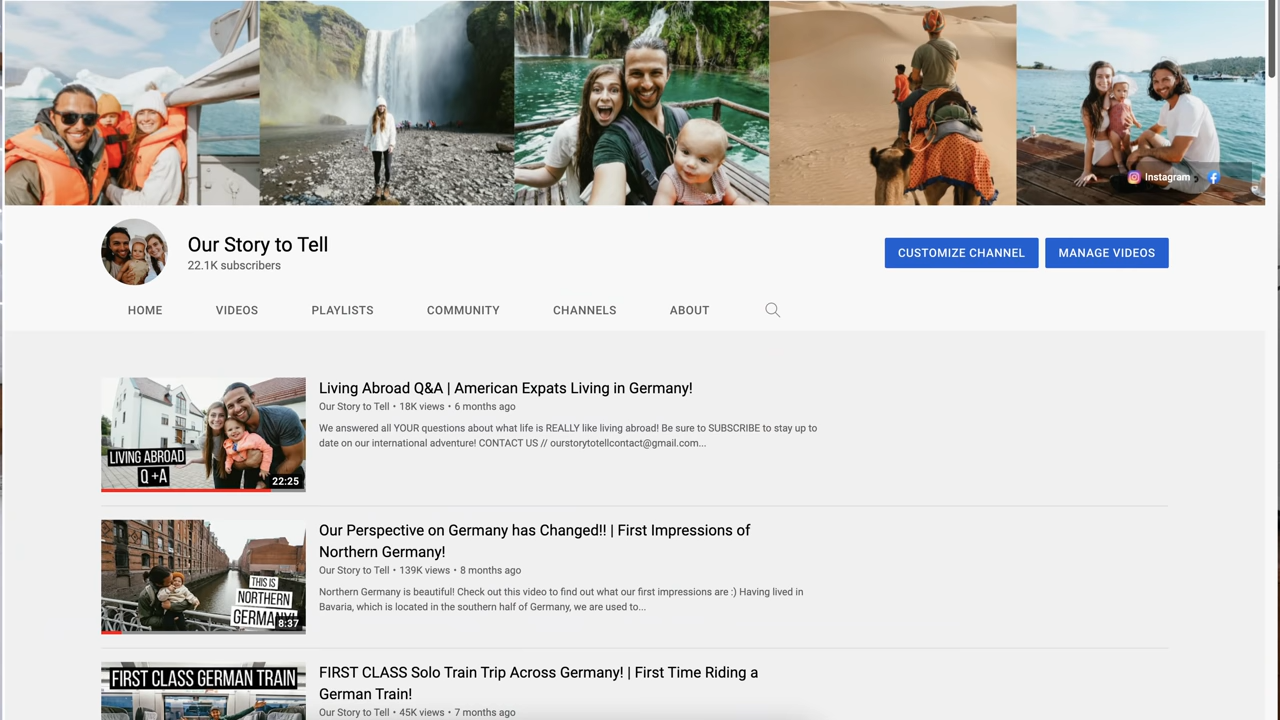 Instagram
Our Story to Tell
22.1K subscribers
CUSTOMIZE CHANNEL
MANAGE VIDEOS
HOME VIDEOS PLAYLISTS COMMUNITY CHANNELS ABOUT
LIVING ABROAD
Q +A
22:25
Living Abroad Q&A | American Expats Living in Germany!
Our Story to Tell • 18K views • 6 months ago
We answered all YOUR questions about what life is REALLY like living abroad! Be sure to SUBSCRIBE to stay up to
date on our international adventure! CONTACT US // ourstorytotellcontact@gmail.com...
THIS IS
NORTHERN
GERMANY!
8:37
Our Perspective on Germany has Changed!! | First Impressions of
Northern Germany!
Our Story to Tell • 139K views • 8 months ago
Northern Germany is beautiful! Check out this video to find out what our first impressions are :) Having lived in
Bavaria, which is located in the southern half of Germany, we are used to...
FIRST CLASS GERMAN TRAIN
FIRST CLASS Solo Train Trip Across Germany! | First Time Riding a
German Train!
Our Story to Tell • 45K views • 7 months ago